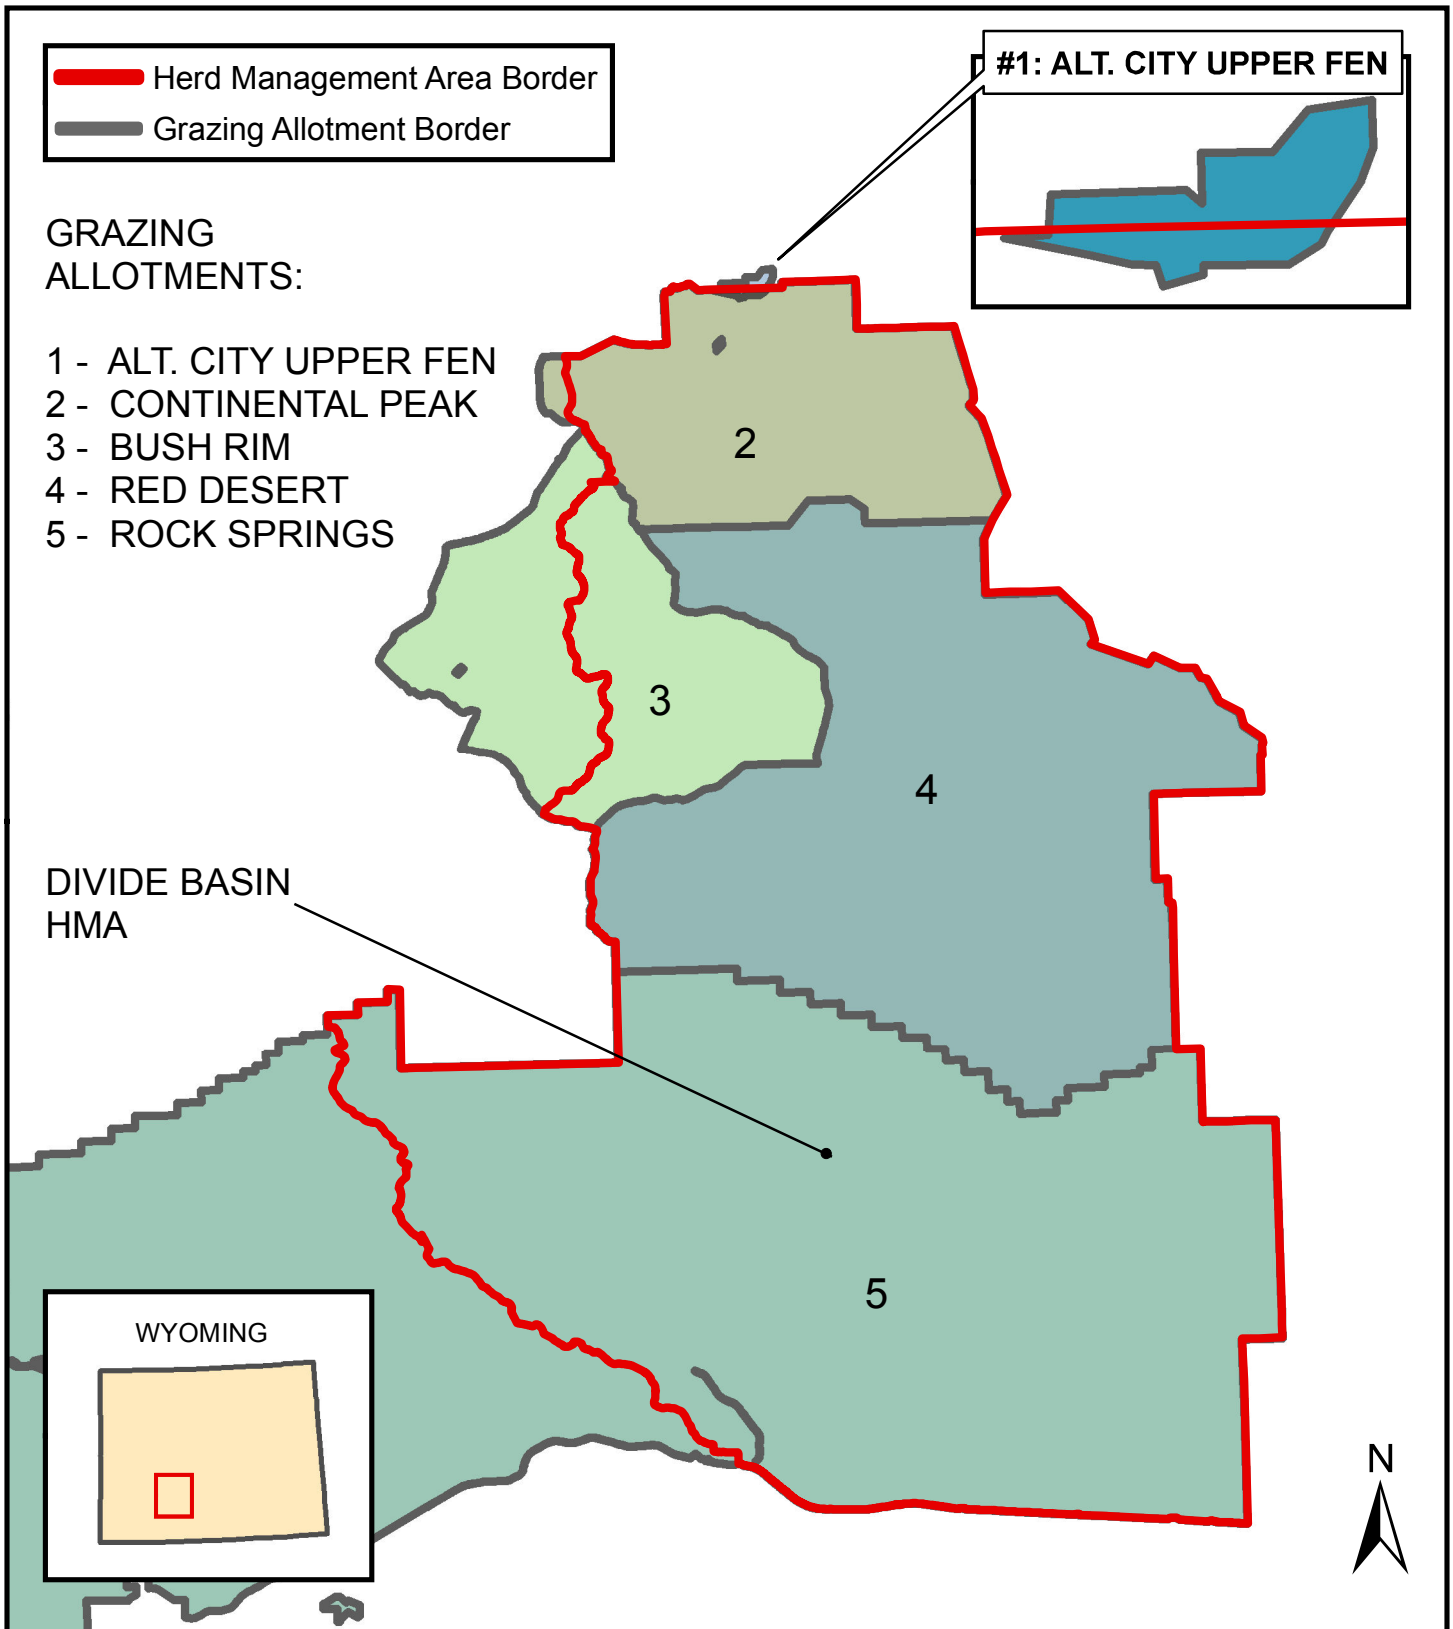 Herd Management Area Border
Grazing Allotment Border
#1: ALT. CITY UPPER FEN
GRAZING
ALLOTMENTS:
1 - ALT. CITY UPPER FEN
2 - CONTINENTAL PEAK
3 - BUSH RIM
4 - RED DESERT
5 - ROCK SPRINGS
2
3
4
DIVIDE BASIN
HMA
5
WYOMING
N